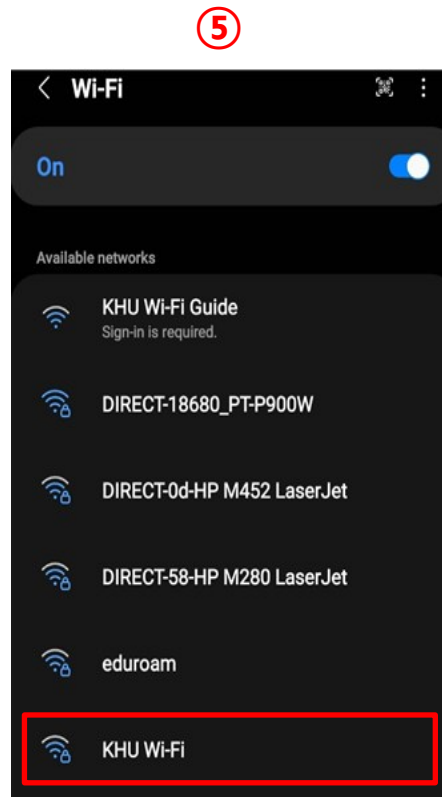 ⑤
Wi-Fi
On
Available networks
KHU Wi-Fi Guide
Sign-in is required.
DIRECT-18680_PT-P900W
DIRECT-0d-HP M452 LaserJet
DIRECT-58-HP M280 LaserJet
eduroam
KHU Wi-Fi